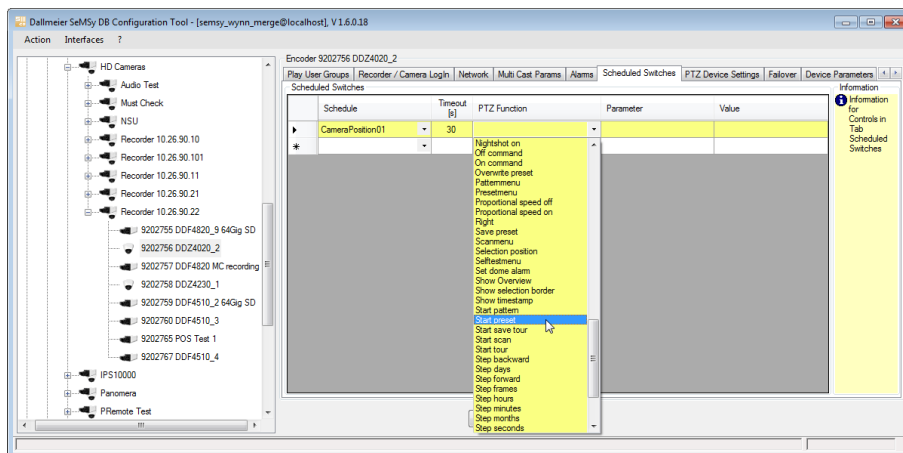 Dallmeier SeMSy DB Configuration Tool - [semsy_wynn_merge@localhost], V 1.6.0.18
Action Interfaces ?
HD Cameras
Audio Test
Must Check
NSU
Recorder 10.26.90.10
Recorder 10.26.90.101
Recorder 10.26.90.11
Recorder 10.26.90.21
Recorder 10.26.90.22
9202755 DDF4820_9 64Gig SD
9202756 DDZ4020_2
9202757 DDF4820 MC recording
9202758 DDZ4230_1
9202759 DDF4510_2 64Gig SD
9202760 DDF4510_3
9202765 POS Test 1
9202767 DDF4510_4
IPS10000
Panomera
PRemote Test
Encoder 9202756 DDZ4020_2
Play User Groups Recorder / Camera LogIn Network Multi Cast Params Alarms Scheduled Switches PTZ Device Settings Failover Device Parameters
Scheduled Switches
Schedule Timeout [s] PTZ Function Parameter Value
CameraPosition01 30
Nightshot on
Off command
On command
Overwrite preset
Patternmenu
Presetmenu
Proportional speed off
Proportional speed on
Right
Save preset
Scanmenu
Selection position
Selftestmenu
Set dome alarm
Show Overview
Show selection border
Show timestamp
Start pattern
Start preset
Start save tour
Start scan
Start tour
Step backward
Step days
Step forward
Step frames
Step hours
Step minutes
Step months
Step seconds
Information
Information
for
Controls in
Tab
Scheduled
Switches